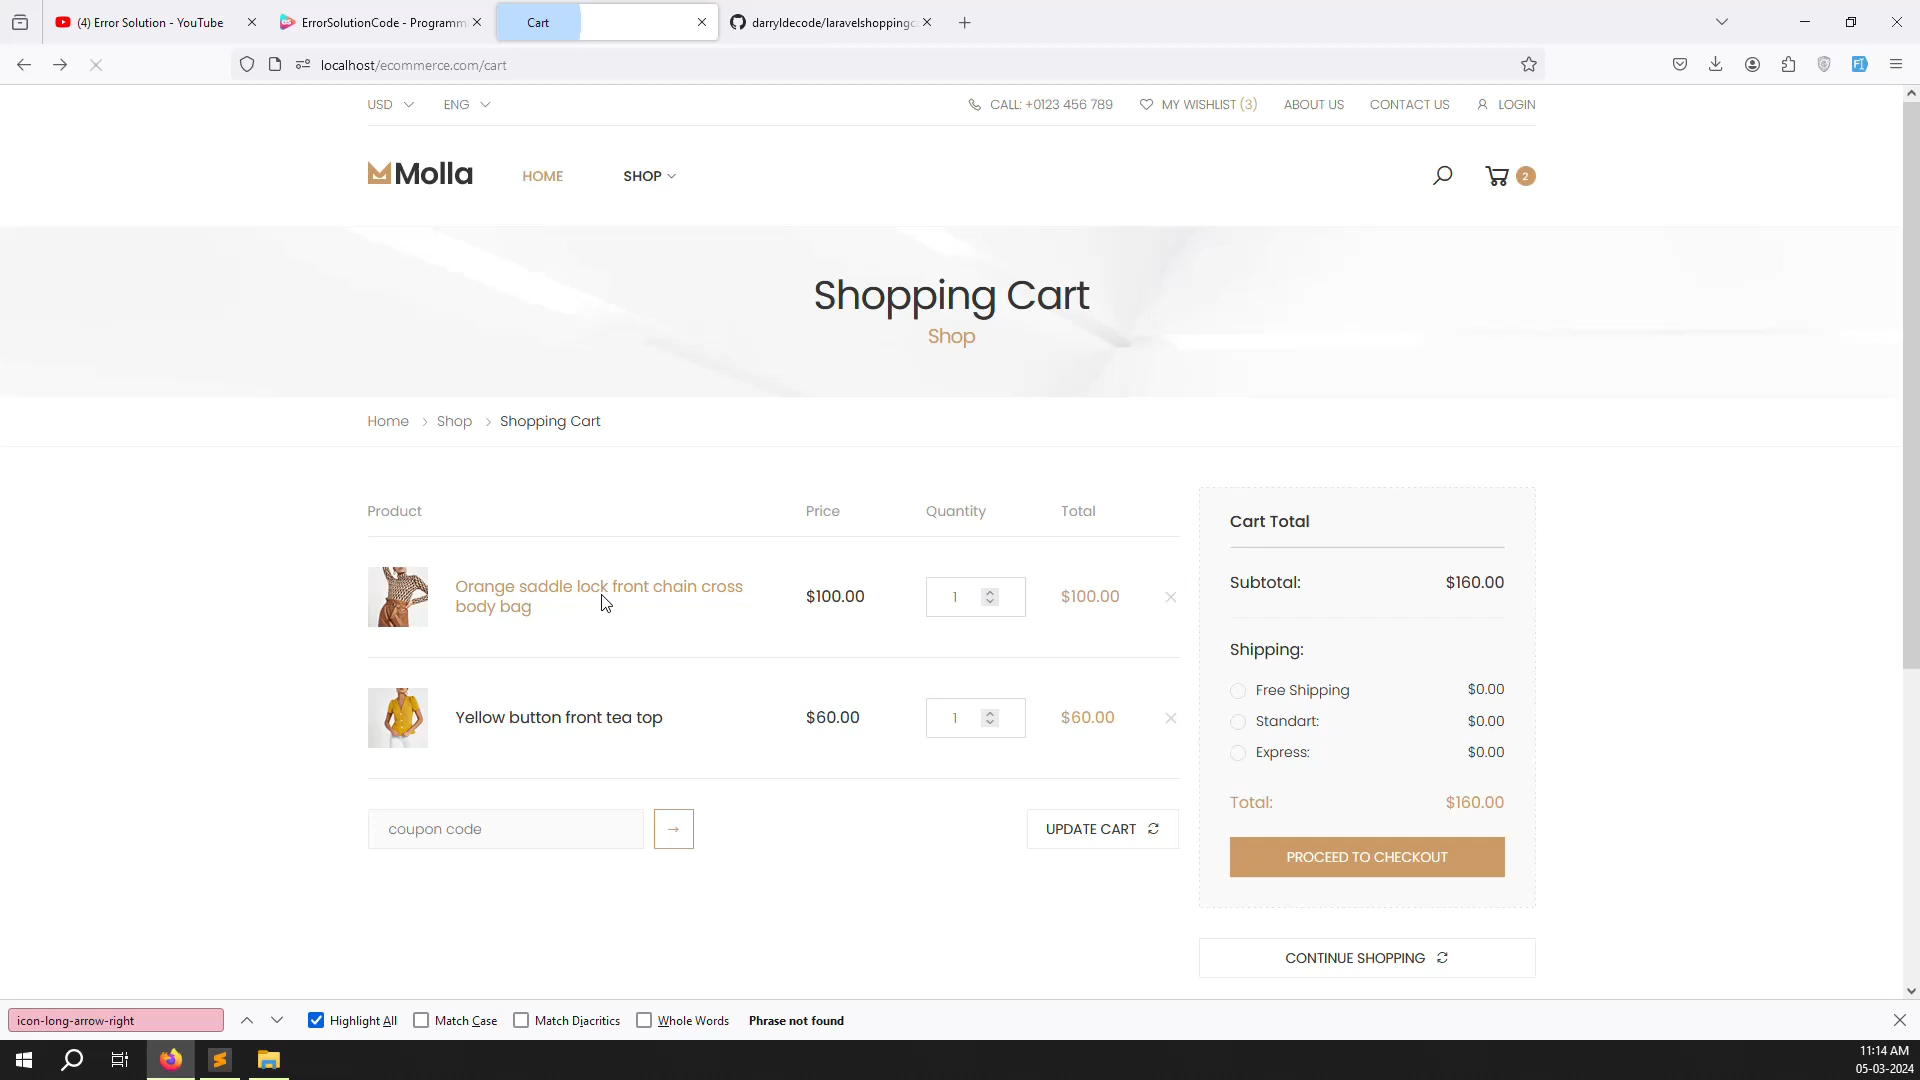 (4) Error Solution - YouTube
ErrorSolutionCode - Programm
Cart
darryldecode/laravelshoppingc
localhost/ecommerce.com/cart
USD
ENG
CALL: +0123 456 789
MY WISHLIST (3)
ABOUT US
CONTACT US
LOGIN
Molla
HOME
SHOP
2
Shopping Cart
Shop
Home
Shop
Shopping Cart
Product
Price
Quantity
Total
Orange saddle lock front chain cross
body bag
$100.00
1
$100.00
Yellow button front tea top
$60.00
1
$60.00
coupon code
→
UPDATE CART
Cart Total
Subtotal:
$160.00
Shipping:
Free Shipping
$0.00
Standart:
$0.00
Express:
$0.00
Total:
$160.00
PROCEED TO CHECKOUT
CONTINUE SHOPPING
icon-long-arrow-right
Highlight All
Match Case
Match Diacritics
Whole Words
Phrase not found
11:14 AM
05-03-2024